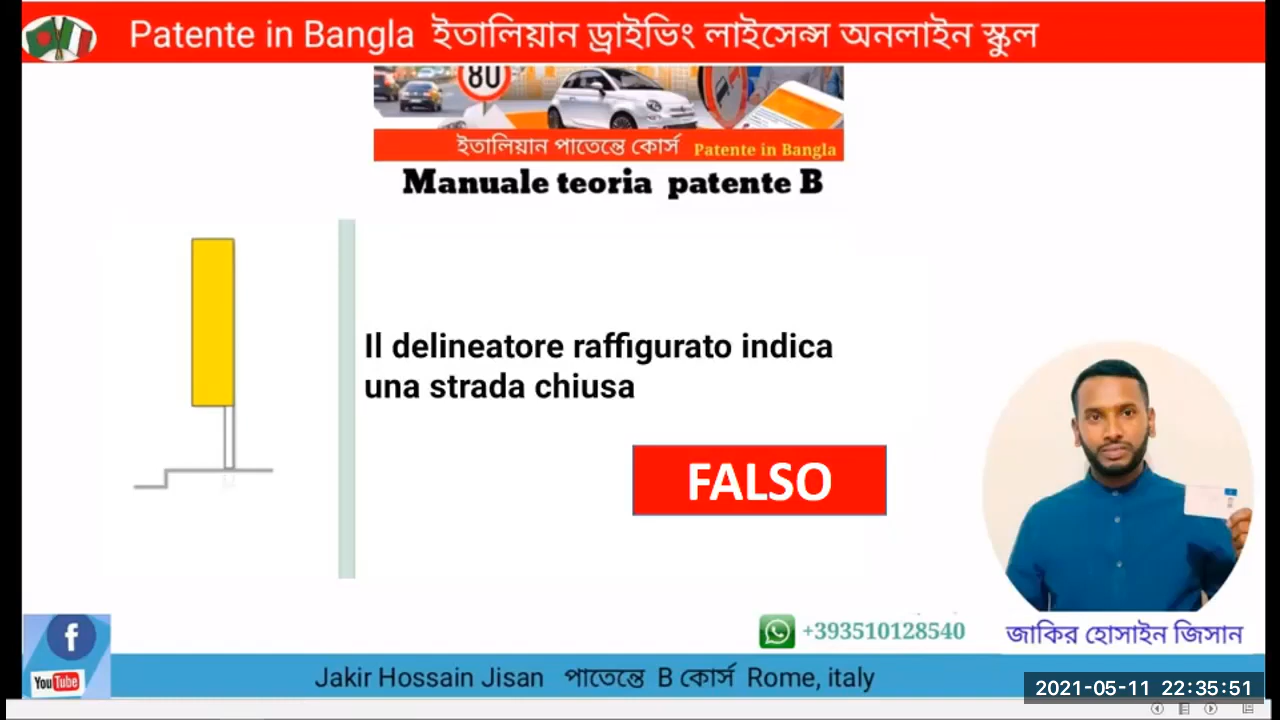 Patente in Bangla ইতালিয়ান ড্রাইভিং লাইসেন্স অনলাইন স্কুল
80
ইতালিয়ান পাতেন্তে কোর্স Patente in Bangla
Manuale teoria patente B
Il delineatore raffigurato indica
una strada chiusa
FALSO
+393510128540
জাকির হোসাইন জিসান
f
YouTube
Jakir Hossain Jisan পাতেন্তে B কোর্স Rome, italy
2021-05-11 22:35:51